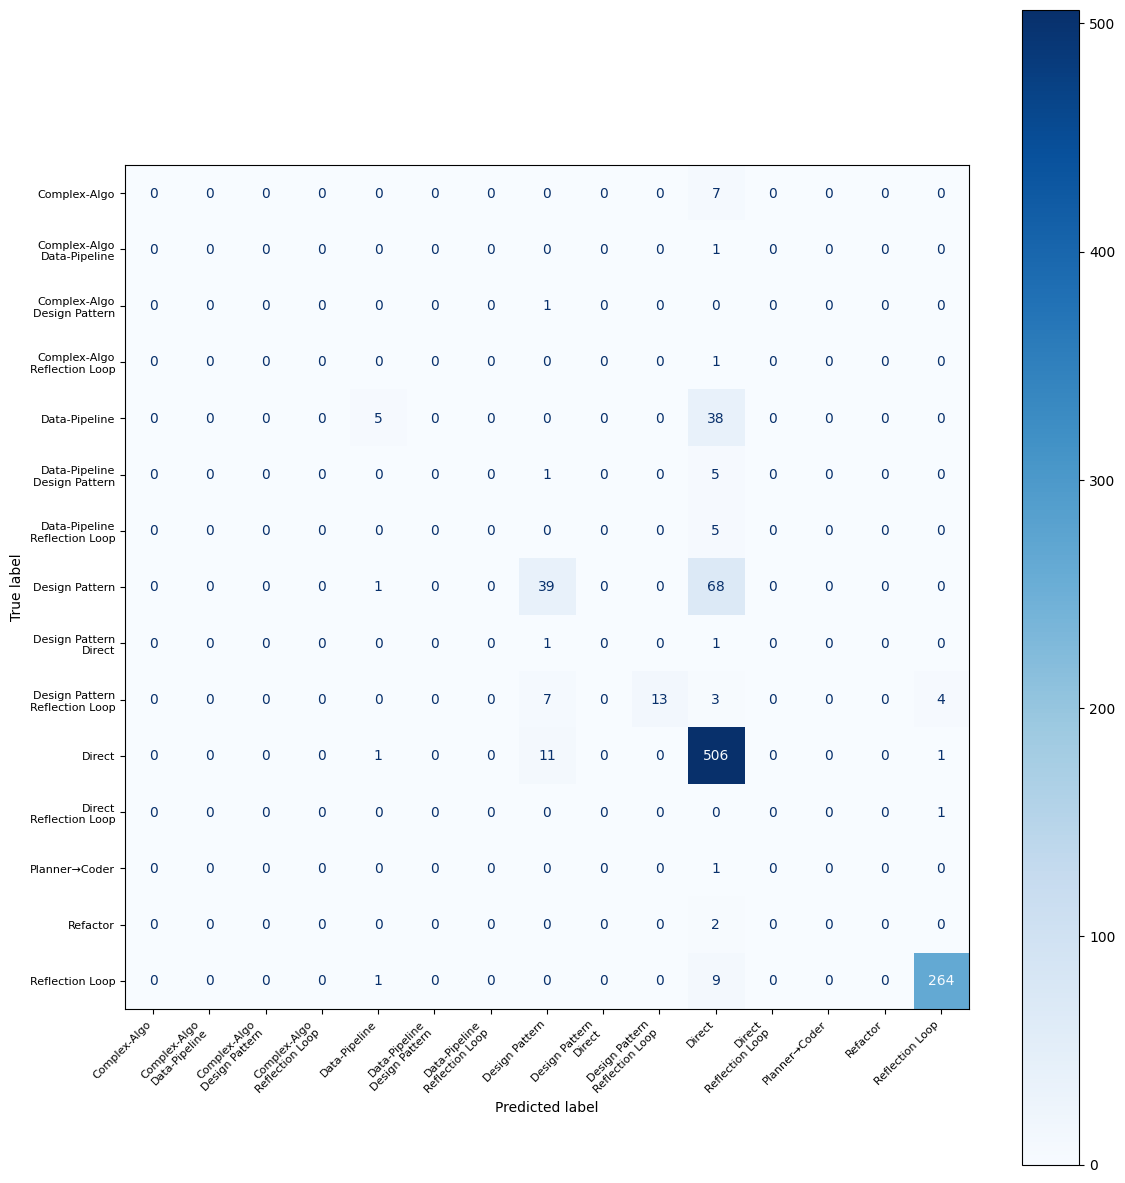 500
Complex-Algo 0 0 0 0 0 0 0 0 0 0 7 0 0 0 0
Complex-Algo
Data-Pipeline 0 0 0 0 0 0 0 0 0 0 1 0 0 0 0
400
Complex-Algo
Design Pattern 0 0 0 0 0 0 0 1 0 0 0 0 0 0 0
Complex-Algo
Reflection Loop 0 0 0 0 0 0 0 0 0 0 1 0 0 0 0
Data-Pipeline 0 0 0 0 5 0 0 0 0 0 38 0 0 0 0
Data-Pipeline
Design Pattern 0 0 0 0 0 0 0 1 0 0 5 0 0 0 0
300
Data-Pipeline
Reflection Loop 0 0 0 0 0 0 0 0 0 0 5 0 0 0 0
True label
Design Pattern 0 0 0 0 1 0 0 39 0 0 68 0 0 0 0
Design Pattern
Direct 0 0 0 0 0 0 0 1 0 0 1 0 0 0 0
Design Pattern
Reflection Loop 0 0 0 0 0 0 0 7 0 13 3 0 0 0 4
200
Direct 0 0 0 0 1 0 0 11 0 0 506 0 0 0 1
Direct
Reflection Loop 0 0 0 0 0 0 0 0 0 0 0 0 0 0 1
Planner→Coder 0 0 0 0 0 0 0 0 0 0 1 0 0 0 0
Refactor 0 0 0 0 0 0 0 0 0 0 2 0 0 0 0
100
Reflection Loop 0 0 0 0 1 0 0 0 0 0 9 0 0 0 264
Complex-Algo
Complex-Algo
Data-Pipeline
Complex-Algo
Design Pattern
Complex-Algo
Reflection Loop
Data-Pipeline
Data-Pipeline
Design Pattern
Data-Pipeline
Reflection Loop
Design Pattern
Design Pattern
Direct
Design Pattern
Reflection Loop
Direct
Direct
Reflection Loop
Planner→Coder
Refactor
Reflection Loop
Predicted label
0